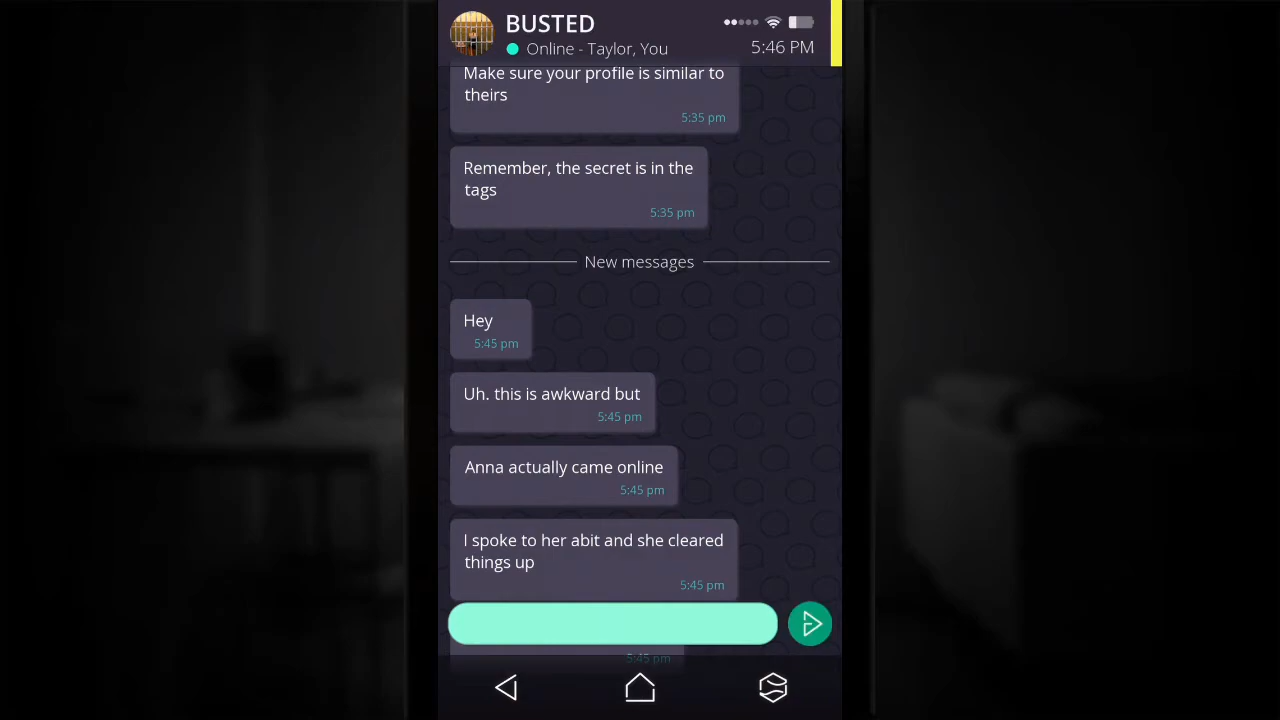 BUSTED
Online - Taylor, You
5:46 PM
Make sure your profile is similar to
theirs
5:35 pm
Remember, the secret is in the
tags
5:35 pm
New messages
Hey
5:45 pm
Uh. this is awkward but
5:45 pm
Anna actually came online
5:45 pm
I spoke to her abit and she cleared
things up
5:45 pm
5:45 pm